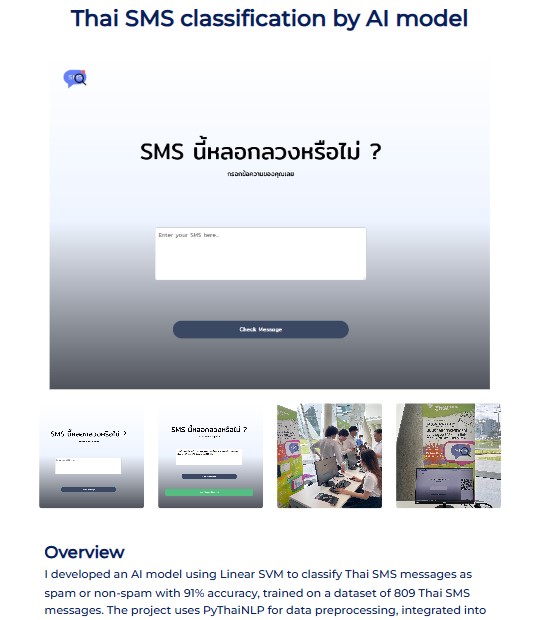 Thai SMS classification by AI model
SMS นี้หลอกลวงหรือไม่ ?
กรอกข้อความของคุณเลย
Enter your SMS here...
Check Message
SMS นี้หลอกลวงหรือไม่ ?
SMS นี้หลอกลวงหรือไม่ ?
Overview
I developed an AI model using Linear SVM to classify Thai SMS messages as
spam or non-spam with 91% accuracy, trained on a dataset of 809 Thai SMS
messages. The project uses PyThaiNLP for data preprocessing, integrated into